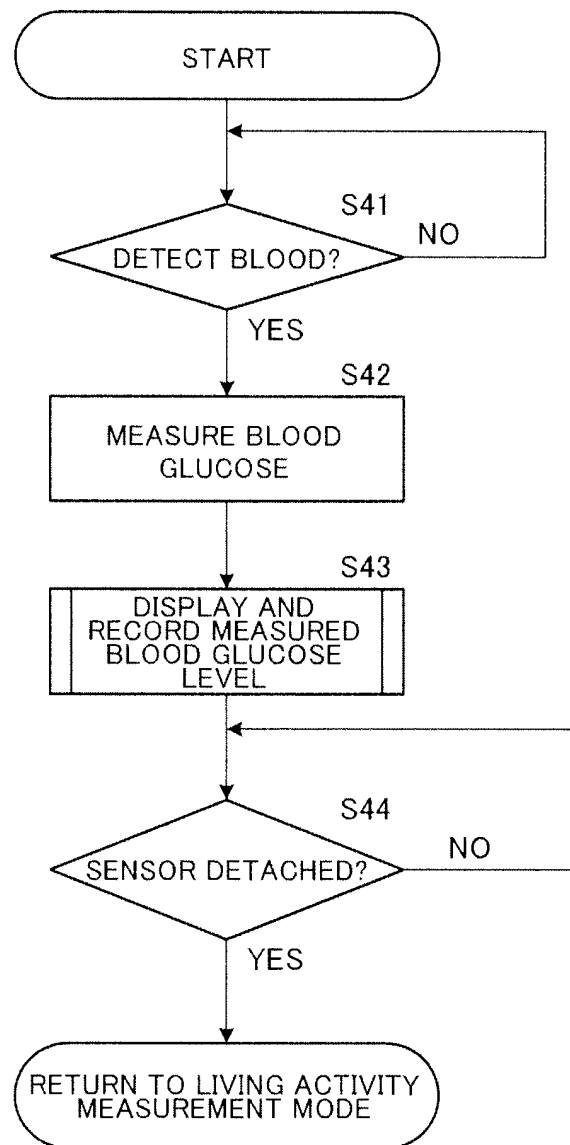 START
S41
DETECT BLOOD?
NO
YES
S42
MEASURE BLOOD
GLUCOSE
S43
DISPLAY AND
RECORD MEASURED
BLOOD GLUCOSE
LEVEL
S44
SENSOR DETACHED?
NO
YES
RETURN TO LIVING ACTIVITY
MEASUREMENT MODE